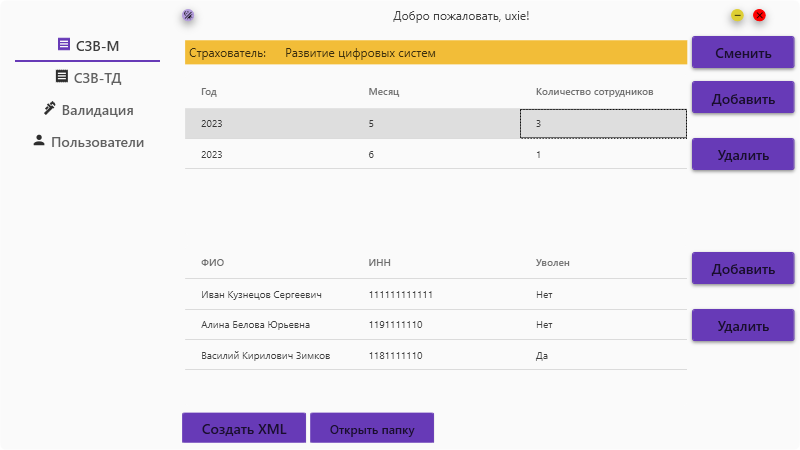 Добро пожаловать, uxie!
СЗВ-М
СЗВ-ТД
Валидация
Пользователи
Страхователь: Развитие цифровых систем
Сменить
Год Месяц Количество сотрудников
Добавить
2023 5 3
2023 6 1
Удалить
ФИО ИНН Уволен
Добавить
Иван Кузнецов Сергеевич 111111111111 Нет
Алина Белова Юрьевна 1191111110 Нет
Удалить
Василий Кирилович Зимков 1181111110 Да
Создать XML Открыть папку